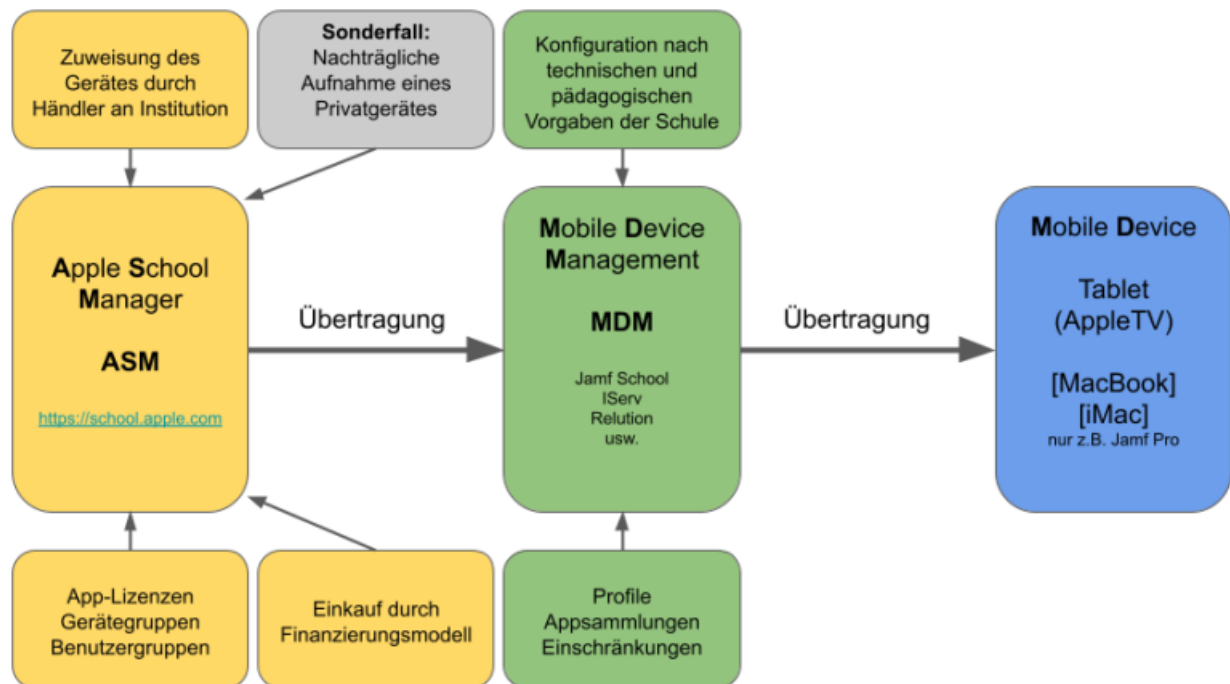 Zuweisung des
Gerätes durch
Händler an Institution
Sonderfall:
Nachträgliche
Aufnahme eines
Privatgerätes
Konfiguration nach
technischen und
pädagogischen
Vorgaben der Schule
Apple School
Manager
ASM
https://school.apple.com
Übertragung
Mobile Device
Management
MDM
Jamf School
IServ
Relution
usw.
Übertragung
Mobile Device
Tablet
(AppleTV)
[MacBook]
[iMac]
nur z.B. Jamf Pro
App-Lizenzen
Gerätegruppen
Benutzergruppen
Einkauf durch
Finanzierungsmodell
Profile
Appsammlungen
Einschränkungen